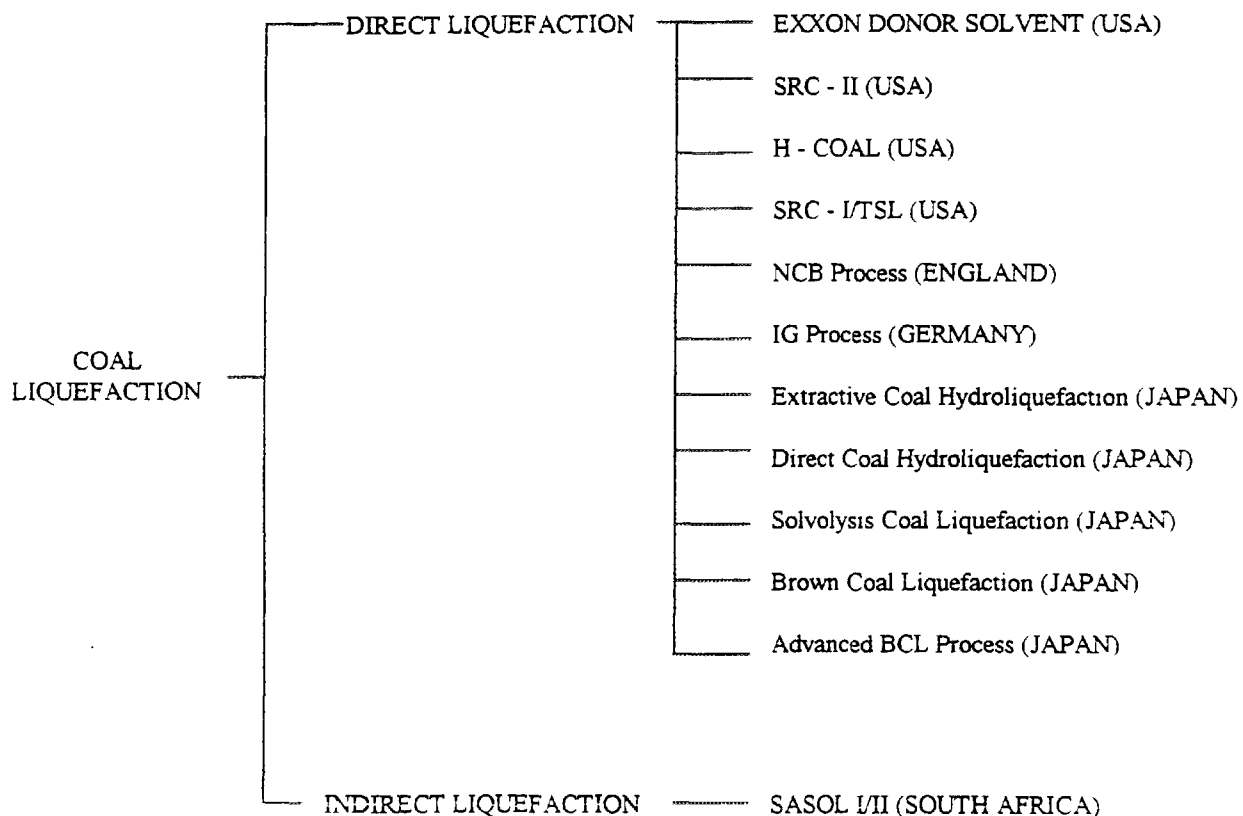 DIRECT LIQUEFACTION
EXXON DONOR SOLVENT (USA)
SRC - II (USA)
H - COAL (USA)
SRC - I/TSL (USA)
NCB Process (ENGLAND)
IG Process (GERMANY)
COAL
LIQUEFACTION
Extractive Coal Hydroliquefaction (JAPAN)
Direct Coal Hydroliquefaction (JAPAN)
Solvolysis Coal Liquefaction (JAPAN)
Brown Coal Liquefaction (JAPAN)
Advanced BCL Process (JAPAN)
INDIRECT LIQUEFACTION
SASOL I/II (SOUTH AFRICA)